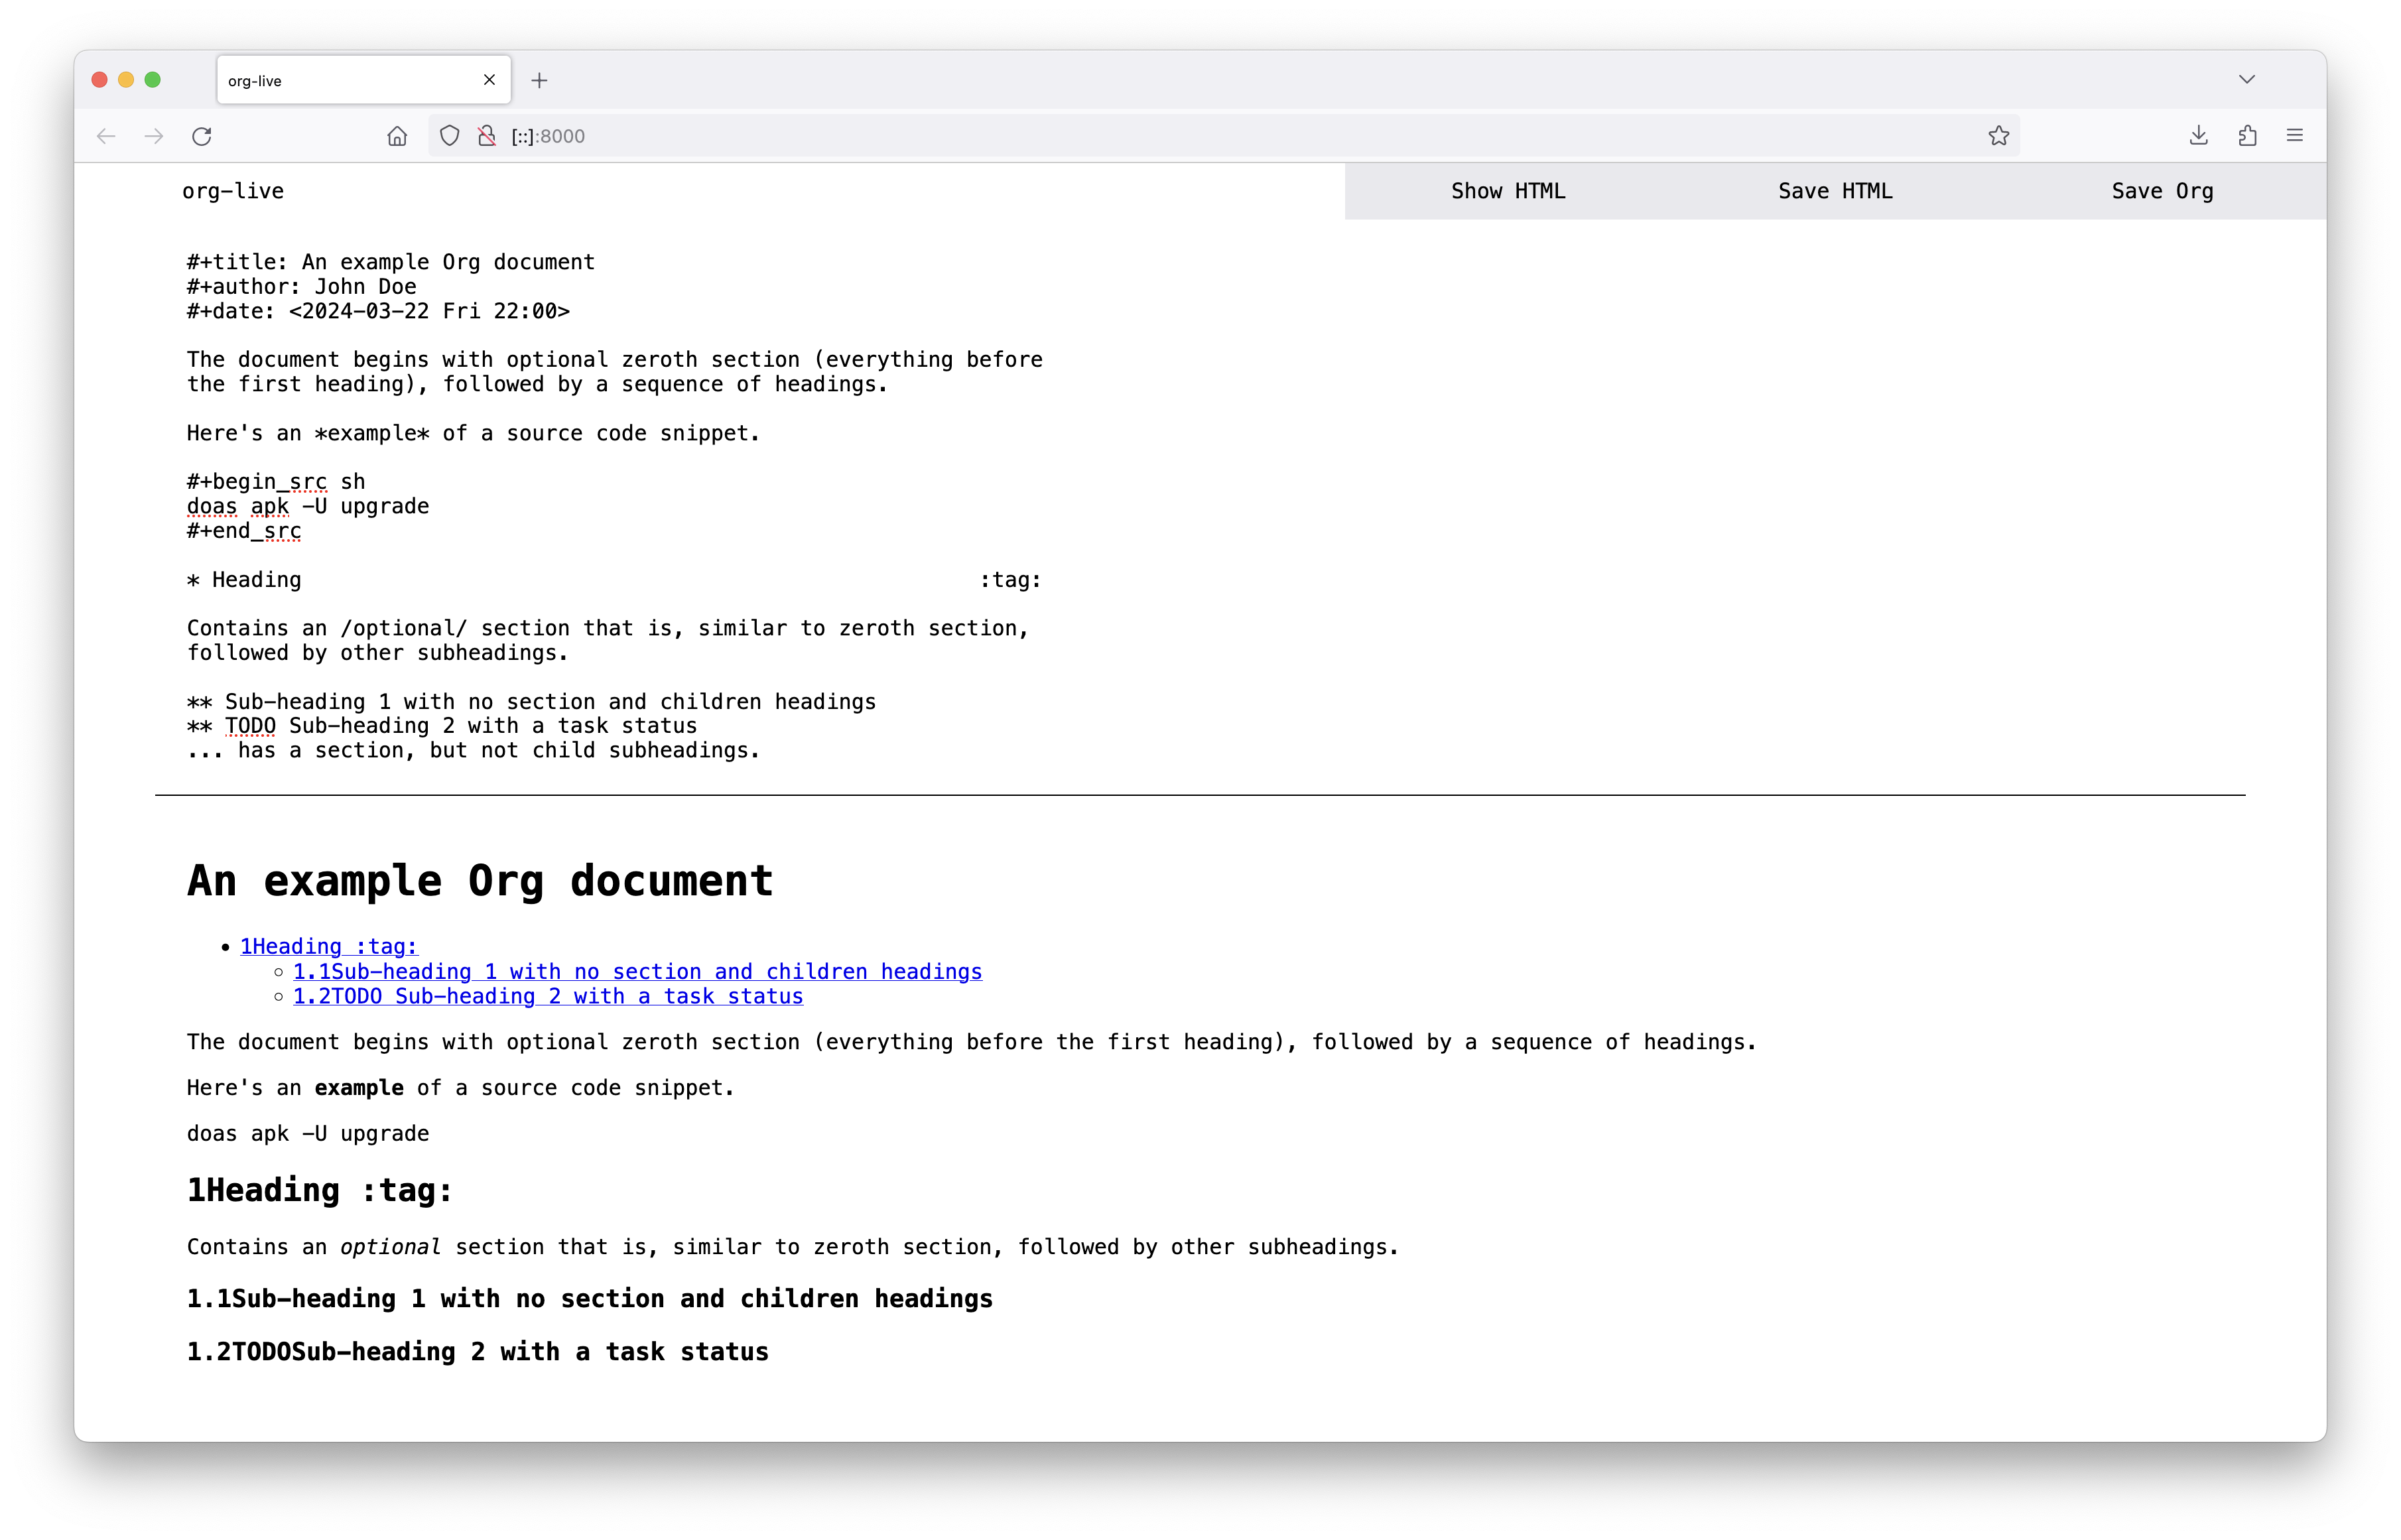 org-live
[::]:8000
org-live
Show HTML
Save HTML
Save Org
#+title: An example Org document
#+author: John Doe
#+date: <2024-03-22 Fri 22:00>
The document begins with optional zeroth section (everything before
the first heading), followed by a sequence of headings.
Here's an *example* of a source code snippet.
#+begin_src sh
doas apk -U upgrade
#+end_src
* Heading :tag:
Contains an /optional/ section that is, similar to zeroth section,
followed by other subheadings.
** Sub-heading 1 with no section and children headings
** TODO Sub-heading 2 with a task status
... has a section, but not child subheadings.
An example Org document
1Heading :tag:
1.1Sub-heading 1 with no section and children headings
1.2TODO Sub-heading 2 with a task status
The document begins with optional zeroth section (everything before the first heading), followed by a sequence of headings.
Here's an example of a source code snippet.
doas apk -U upgrade
1Heading :tag:
Contains an optional section that is, similar to zeroth section, followed by other subheadings.
1.1Sub-heading 1 with no section and children headings
1.2TODOSub-heading 2 with a task status